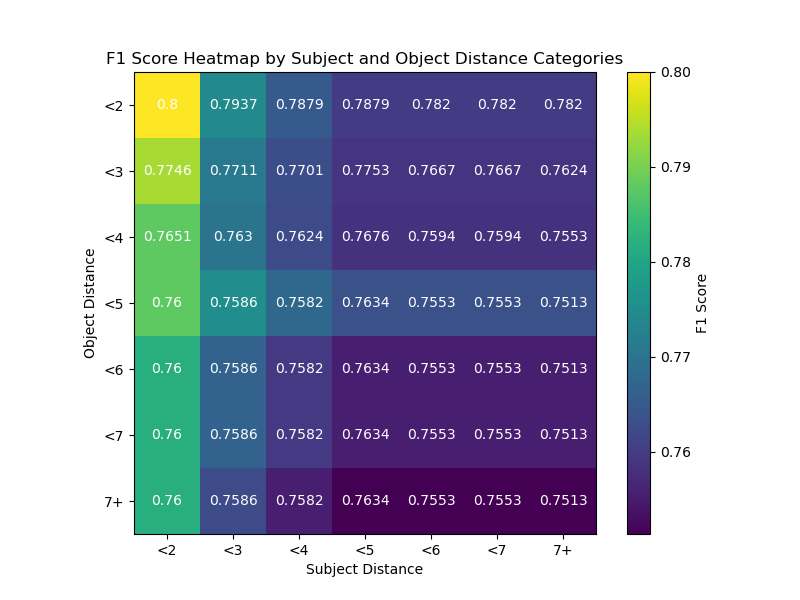 F1 Score Heatmap by Subject and Object Distance Categories
<2 0.8 0.7937 0.7879 0.7879 0.782 0.782 0.782
<3 0.7746 0.7711 0.7701 0.7753 0.7667 0.7667 0.7624
<4 0.7651 0.763 0.7624 0.7676 0.7594 0.7594 0.7553
<5 0.76 0.7586 0.7582 0.7634 0.7553 0.7553 0.7513
<6 0.76 0.7586 0.7582 0.7634 0.7553 0.7553 0.7513
<7 0.76 0.7586 0.7582 0.7634 0.7553 0.7553 0.7513
7+ 0.76 0.7586 0.7582 0.7634 0.7553 0.7553 0.7513
<2 <3 <4 <5 <6 <7 7+
Subject Distance
Object Distance
0.80
0.79
0.78
0.77
0.76
F1 Score